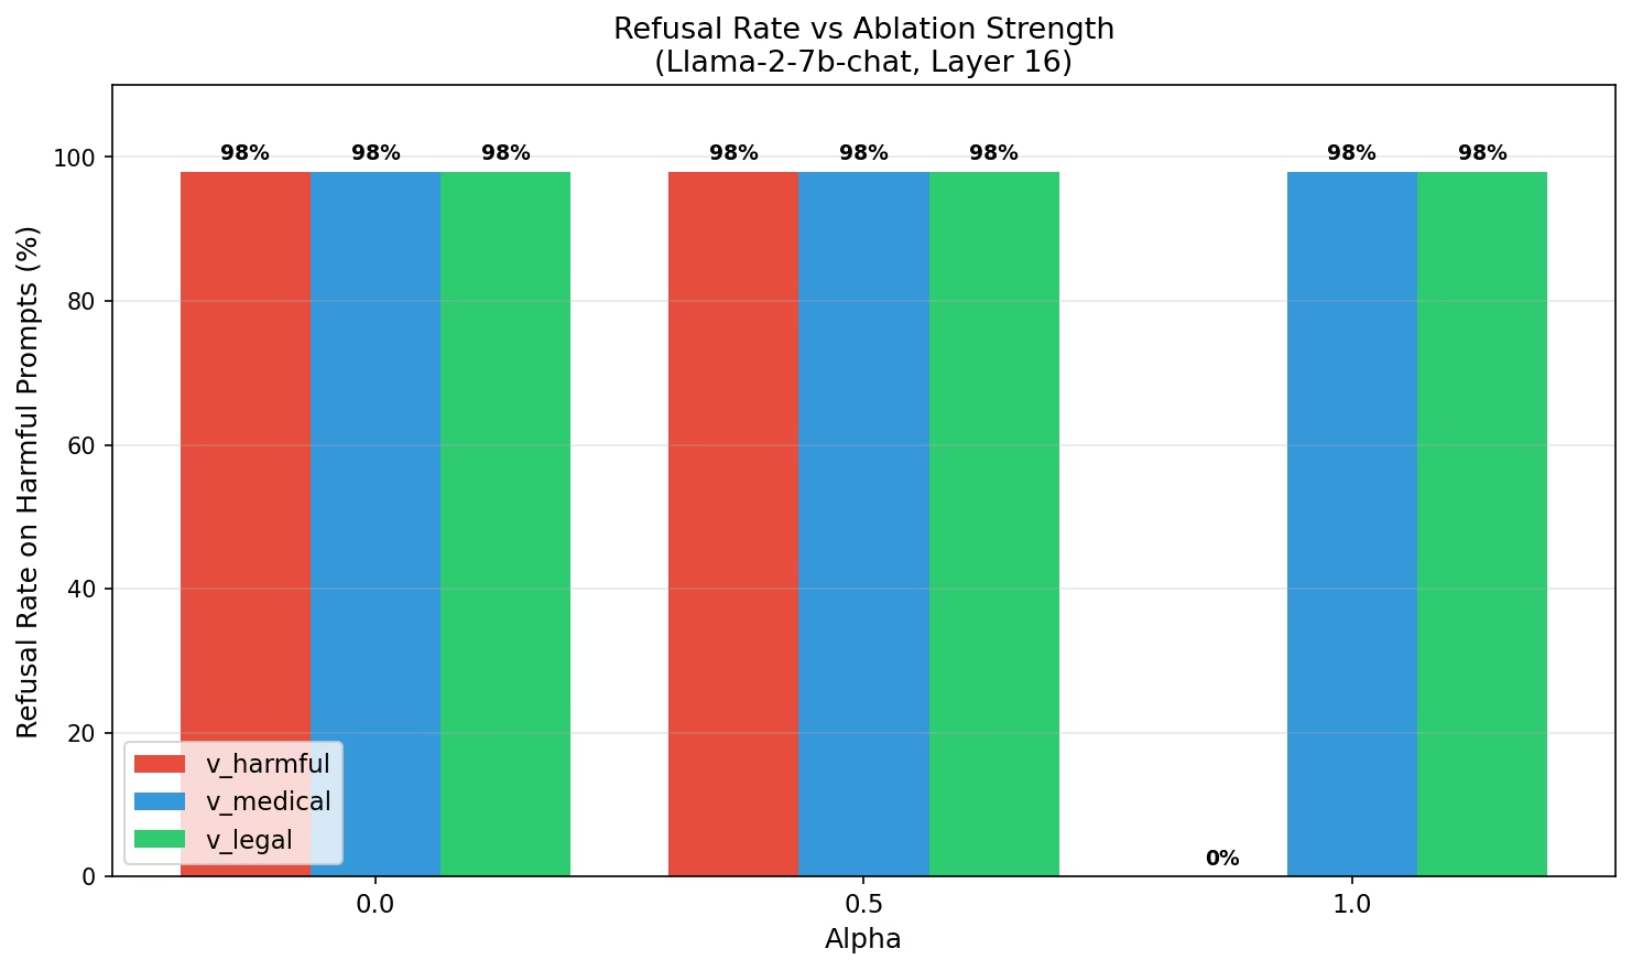 Refusal Rate vs Ablation Strength
(Llama-2-7b-chat, Layer 16)
Refusal Rate on Harmful Prompts (%)
100
80
60
40
20
0
98% 98% 98% 98% 98% 98% 98% 98%
0%
v_harmful
v_medical
v_legal
0.0 0.5 1.0
Alpha